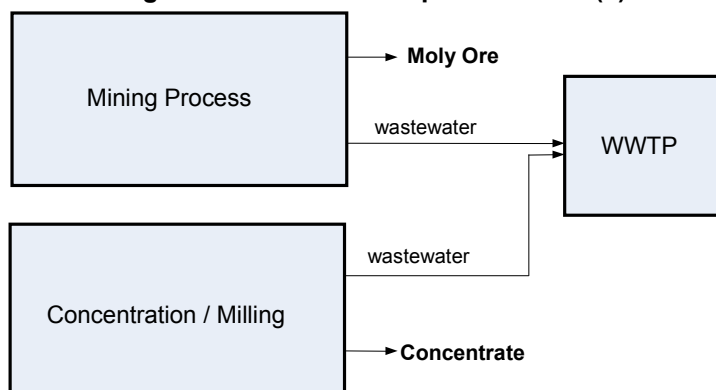 Moly Ore
Mining Process
wastewater
WWTP
wastewater
Concentration / Milling
Concentrate